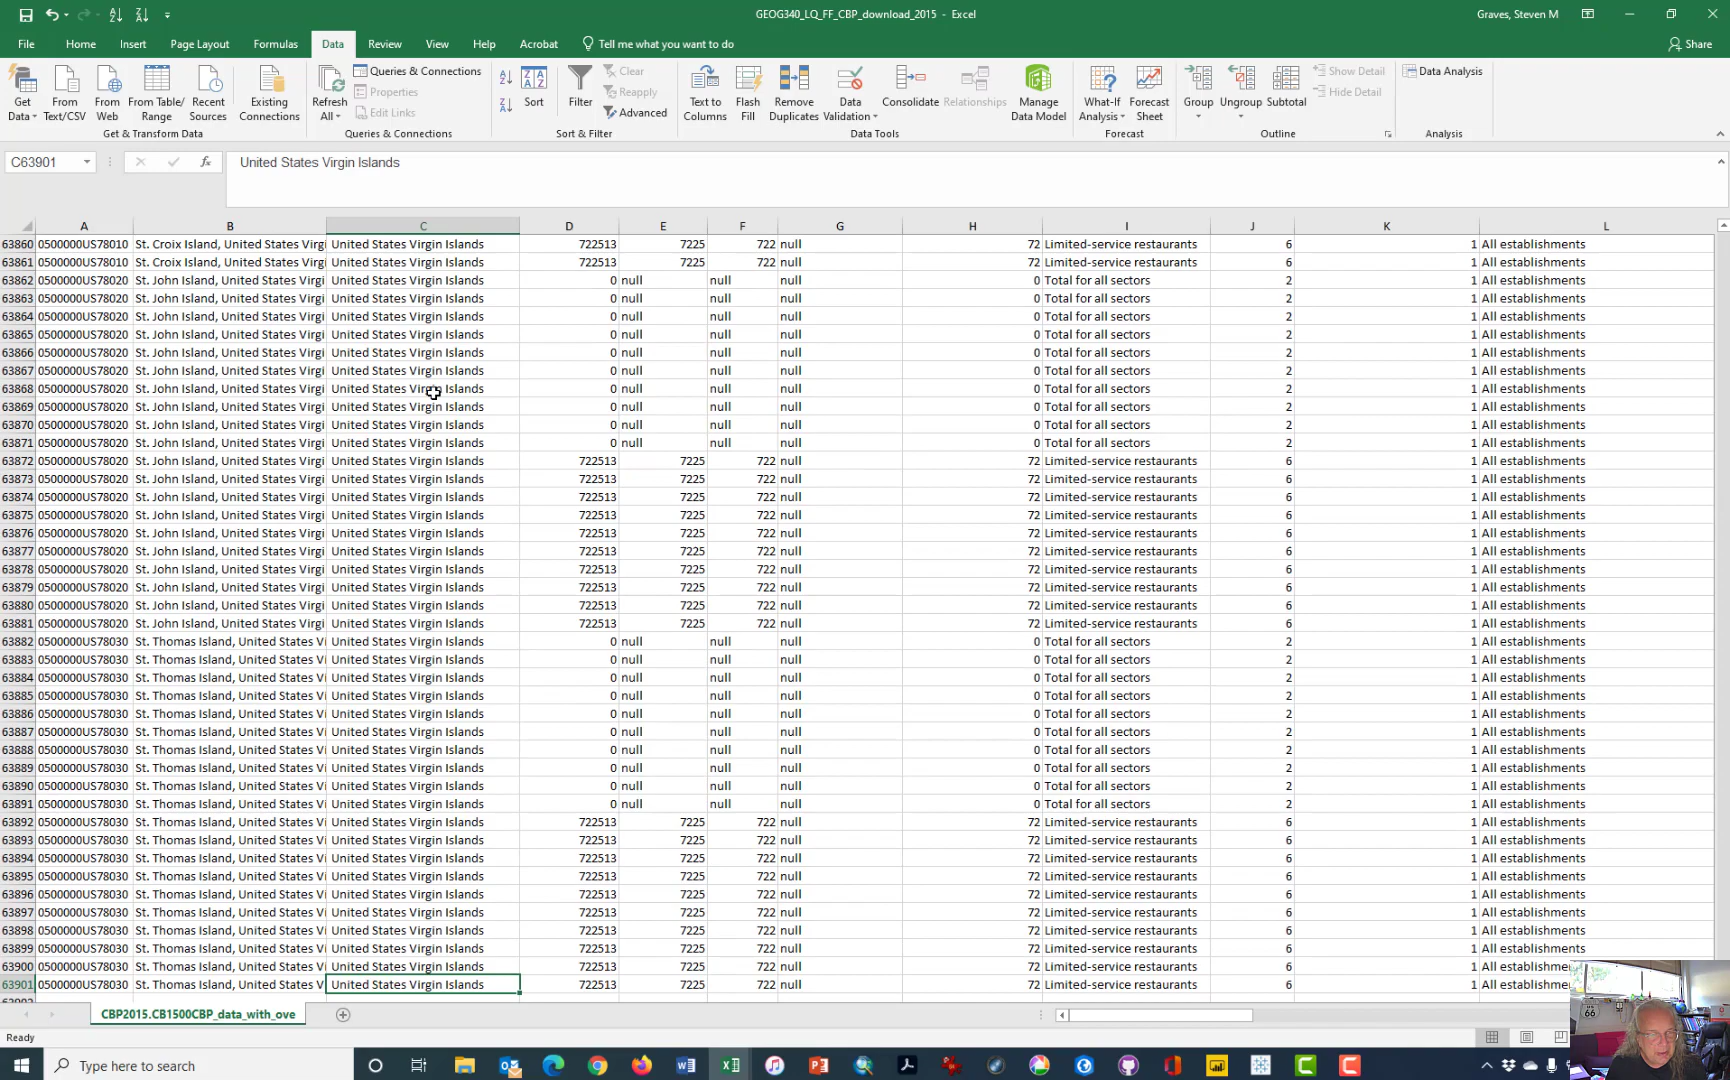 GEOG340_LQ_FF_CBP_download_2015 - Excel
Graves, Steven M
File Home Insert Page Layout Formulas Data Review View Help Acrobat Tell me what you want to do Share
Get Data From Text/CSV From Web From Table/ Range Recent Sources Existing Connections Refresh All Queries & Connections Properties Edit Links Sort Filter Clear Reapply Advanced Text to Columns Flash Fill Remove Duplicates Data Validation Consolidate Relationships Manage Data Model What-If Analysis Forecast Sheet Group Ungroup Subtotal Show Detail Hide Detail Data Analysis
Get & Transform Data Queries & Connections Sort & Filter Data Tools Forecast Outline Analysis
C63901 fx United States Virgin Islands
A B C D E F G H I J K L
63860 0500000US78010 St. Croix Island, United States Virgi United States Virgin Islands 722513 7225 722 null 72 Limited-service restaurants 6 1 All establishments
63861 0500000US78010 St. Croix Island, United States Virgi United States Virgin Islands 722513 7225 722 null 72 Limited-service restaurants 6 1 All establishments
63862 0500000US78020 St. John Island, United States Virgi United States Virgin Islands 0 null null null 0 Total for all sectors 2 1 All establishments
63863 0500000US78020 St. John Island, United States Virgi United States Virgin Islands 0 null null null 0 Total for all sectors 2 1 All establishments
63864 0500000US78020 St. John Island, United States Virgi United States Virgin Islands 0 null null null 0 Total for all sectors 2 1 All establishments
63865 0500000US78020 St. John Island, United States Virgi United States Virgin Islands 0 null null null 0 Total for all sectors 2 1 All establishments
63866 0500000US78020 St. John Island, United States Virgi United States Virgin Islands 0 null null null 0 Total for all sectors 2 1 All establishments
63867 0500000US78020 St. John Island, United States Virgi United States Virgin Islands 0 null null null 0 Total for all sectors 2 1 All establishments
63868 0500000US78020 St. John Island, United States Virgi United States Virgin Islands 0 null null null 0 Total for all sectors 2 1 All establishments
63869 0500000US78020 St. John Island, United States Virgi United States Virgin Islands 0 null null null 0 Total for all sectors 2 1 All establishments
63870 0500000US78020 St. John Island, United States Virgi United States Virgin Islands 0 null null null 0 Total for all sectors 2 1 All establishments
63871 0500000US78020 St. John Island, United States Virgi United States Virgin Islands 0 null null null 0 Total for all sectors 2 1 All establishments
63872 0500000US78020 St. John Island, United States Virgi United States Virgin Islands 722513 7225 722 null 72 Limited-service restaurants 6 1 All establishments
63873 0500000US78020 St. John Island, United States Virgi United States Virgin Islands 722513 7225 722 null 72 Limited-service restaurants 6 1 All establishments
63874 0500000US78020 St. John Island, United States Virgi United States Virgin Islands 722513 7225 722 null 72 Limited-service restaurants 6 1 All establishments
63875 0500000US78020 St. John Island, United States Virgi United States Virgin Islands 722513 7225 722 null 72 Limited-service restaurants 6 1 All establishments
63876 0500000US78020 St. John Island, United States Virgi United States Virgin Islands 722513 7225 722 null 72 Limited-service restaurants 6 1 All establishments
63877 0500000US78020 St. John Island, United States Virgi United States Virgin Islands 722513 7225 722 null 72 Limited-service restaurants 6 1 All establishments
63878 0500000US78020 St. John Island, United States Virgi United States Virgin Islands 722513 7225 722 null 72 Limited-service restaurants 6 1 All establishments
63879 0500000US78020 St. John Island, United States Virgi United States Virgin Islands 722513 7225 722 null 72 Limited-service restaurants 6 1 All establishments
63880 0500000US78020 St. John Island, United States Virgi United States Virgin Islands 722513 7225 722 null 72 Limited-service restaurants 6 1 All establishments
63881 0500000US78020 St. John Island, United States Virgi United States Virgin Islands 722513 7225 722 null 72 Limited-service restaurants 6 1 All establishments
63882 0500000US78030 St. Thomas Island, United States Vi United States Virgin Islands 0 null null null 0 Total for all sectors 2 1 All establishments
63883 0500000US78030 St. Thomas Island, United States Vi United States Virgin Islands 0 null null null 0 Total for all sectors 2 1 All establishments
63884 0500000US78030 St. Thomas Island, United States Vi United States Virgin Islands 0 null null null 0 Total for all sectors 2 1 All establishments
63885 0500000US78030 St. Thomas Island, United States Vi United States Virgin Islands 0 null null null 0 Total for all sectors 2 1 All establishments
63886 0500000US78030 St. Thomas Island, United States Vi United States Virgin Islands 0 null null null 0 Total for all sectors 2 1 All establishments
63887 0500000US78030 St. Thomas Island, United States Vi United States Virgin Islands 0 null null null 0 Total for all sectors 2 1 All establishments
63888 0500000US78030 St. Thomas Island, United States Vi United States Virgin Islands 0 null null null 0 Total for all sectors 2 1 All establishments
63889 0500000US78030 St. Thomas Island, United States Vi United States Virgin Islands 0 null null null 0 Total for all sectors 2 1 All establishments
63890 0500000US78030 St. Thomas Island, United States Vi United States Virgin Islands 0 null null null 0 Total for all sectors 2 1 All establishments
63891 0500000US78030 St. Thomas Island, United States Vi United States Virgin Islands 0 null null null 0 Total for all sectors 2 1 All establishments
63892 0500000US78030 St. Thomas Island, United States Vi United States Virgin Islands 722513 7225 722 null 72 Limited-service restaurants 6 1 All establishments
63893 0500000US78030 St. Thomas Island, United States Vi United States Virgin Islands 722513 7225 722 null 72 Limited-service restaurants 6 1 All establishments
63894 0500000US78030 St. Thomas Island, United States Vi United States Virgin Islands 722513 7225 722 null 72 Limited-service restaurants 6 1 All establishments
63895 0500000US78030 St. Thomas Island, United States Vi United States Virgin Islands 722513 7225 722 null 72 Limited-service restaurants 6 1 All establishments
63896 0500000US78030 St. Thomas Island, United States Vi United States Virgin Islands 722513 7225 722 null 72 Limited-service restaurants 6 1 All establishments
63897 0500000US78030 St. Thomas Island, United States Vi United States Virgin Islands 722513 7225 722 null 72 Limited-service restaurants 6 1 All establishments
63898 0500000US78030 St. Thomas Island, United States Vi United States Virgin Islands 722513 7225 722 null 72 Limited-service restaurants 6 1 All establishments
63899 0500000US78030 St. Thomas Island, United States Vi United States Virgin Islands 722513 7225 722 null 72 Limited-service restaurants 6 1 All establishments
63900 0500000US78030 St. Thomas Island, United States Vi United States Virgin Islands 722513 7225 722 null 72 Limited-service restaurants 6 1 All establishments
63901 0500000US78030 St. Thomas Island, United States V United States Virgin Islands 722513 7225 722 null 72 Limited-service restaurants 6 1 All e
CBP2015.CB1500CBP_data_with_ove
Ready
Type here to search